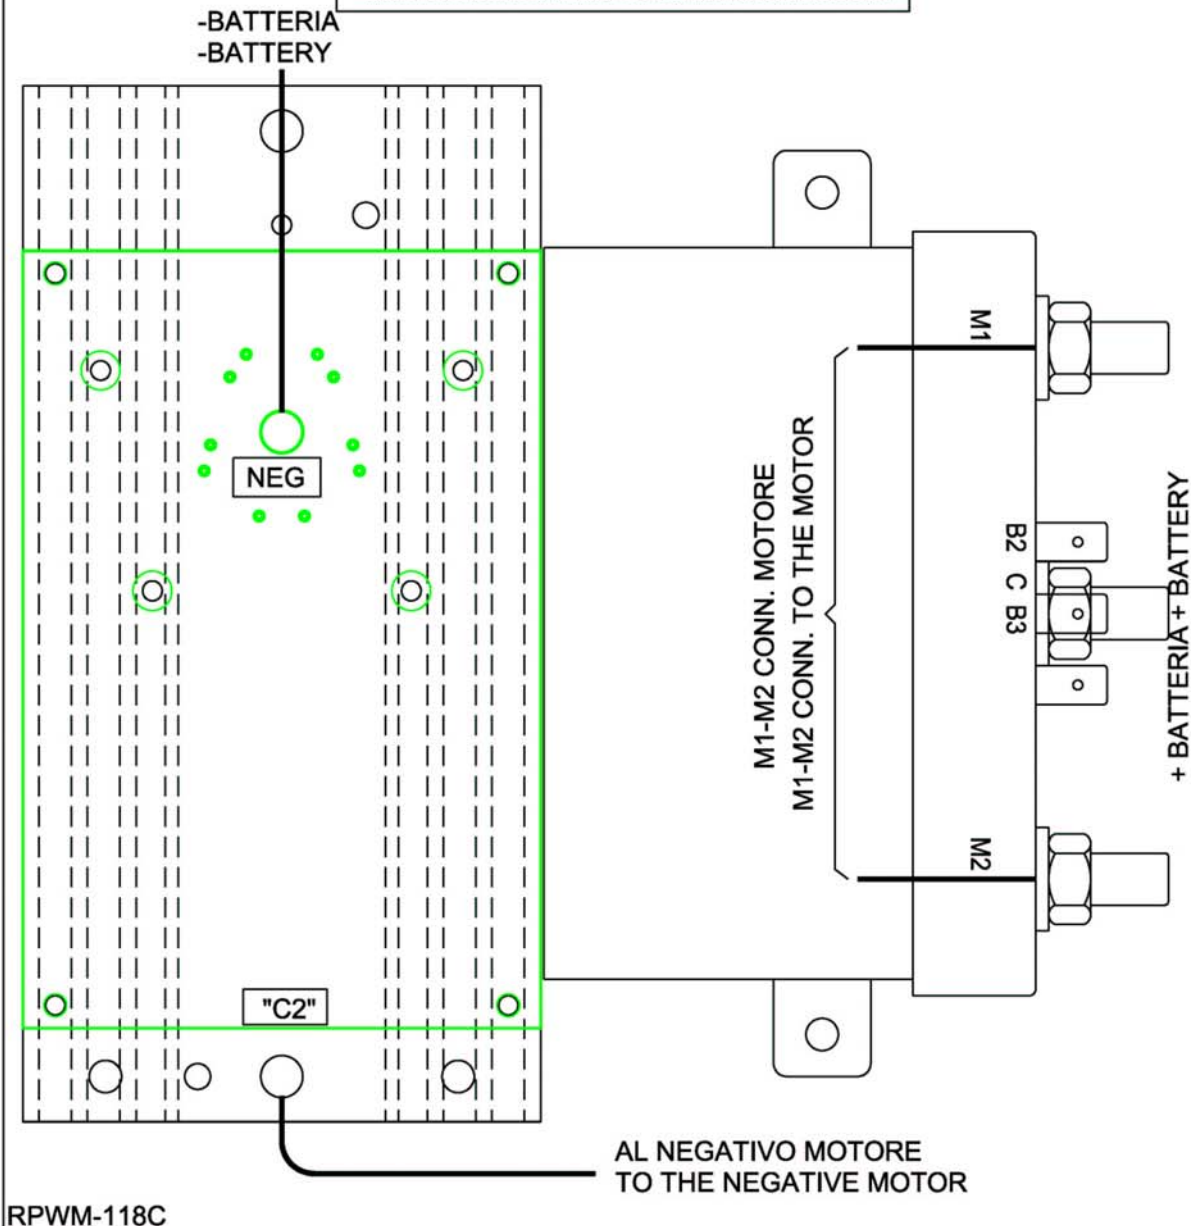 -BATTERIA
-BATTERY
M1
NEG
M1-M2 CONN. MOTORE
M1-M2 CONN. TO THE MOTOR
B2
C
B3
+ BATTERIA + BATTERY
M2
"C2"
AL NEGATIVO MOTORE
TO THE NEGATIVE MOTOR
RPWM-118C